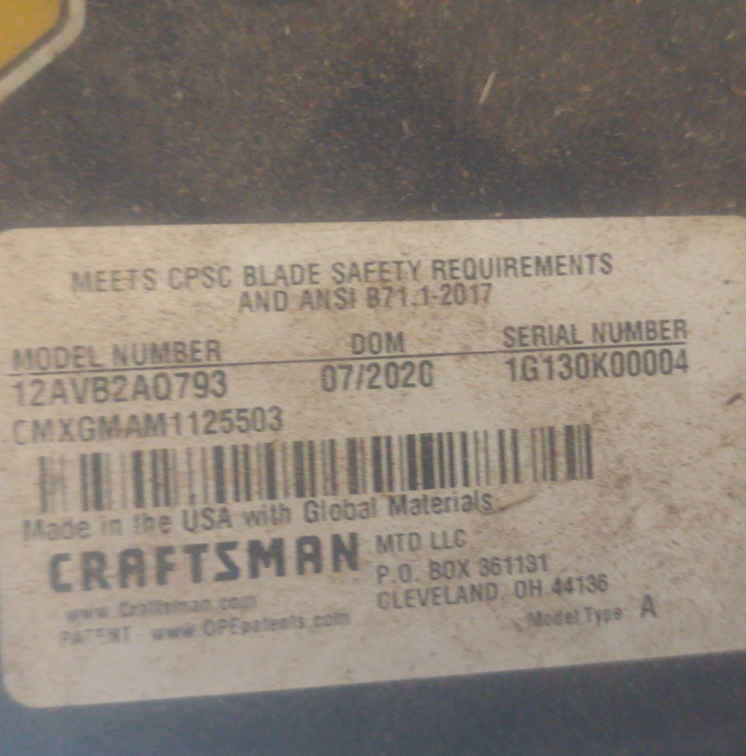 MEETS CPSC BLADE SAFETY REQUIREMENTS
AND ANSI B71.1-2017
MODEL NUMBER DOM SERIAL NUMBER
12AVB2A0793 07/2020 1G130K00004
CMXGMAM1125503
Made in the USA with Global Materials
CRAFTSMAN MTD LLC
P.O. BOX 361131
CLEVELAND, OH 44136
www.Craftsman.com
PATENT www.OPEpatents.com
Model Type A